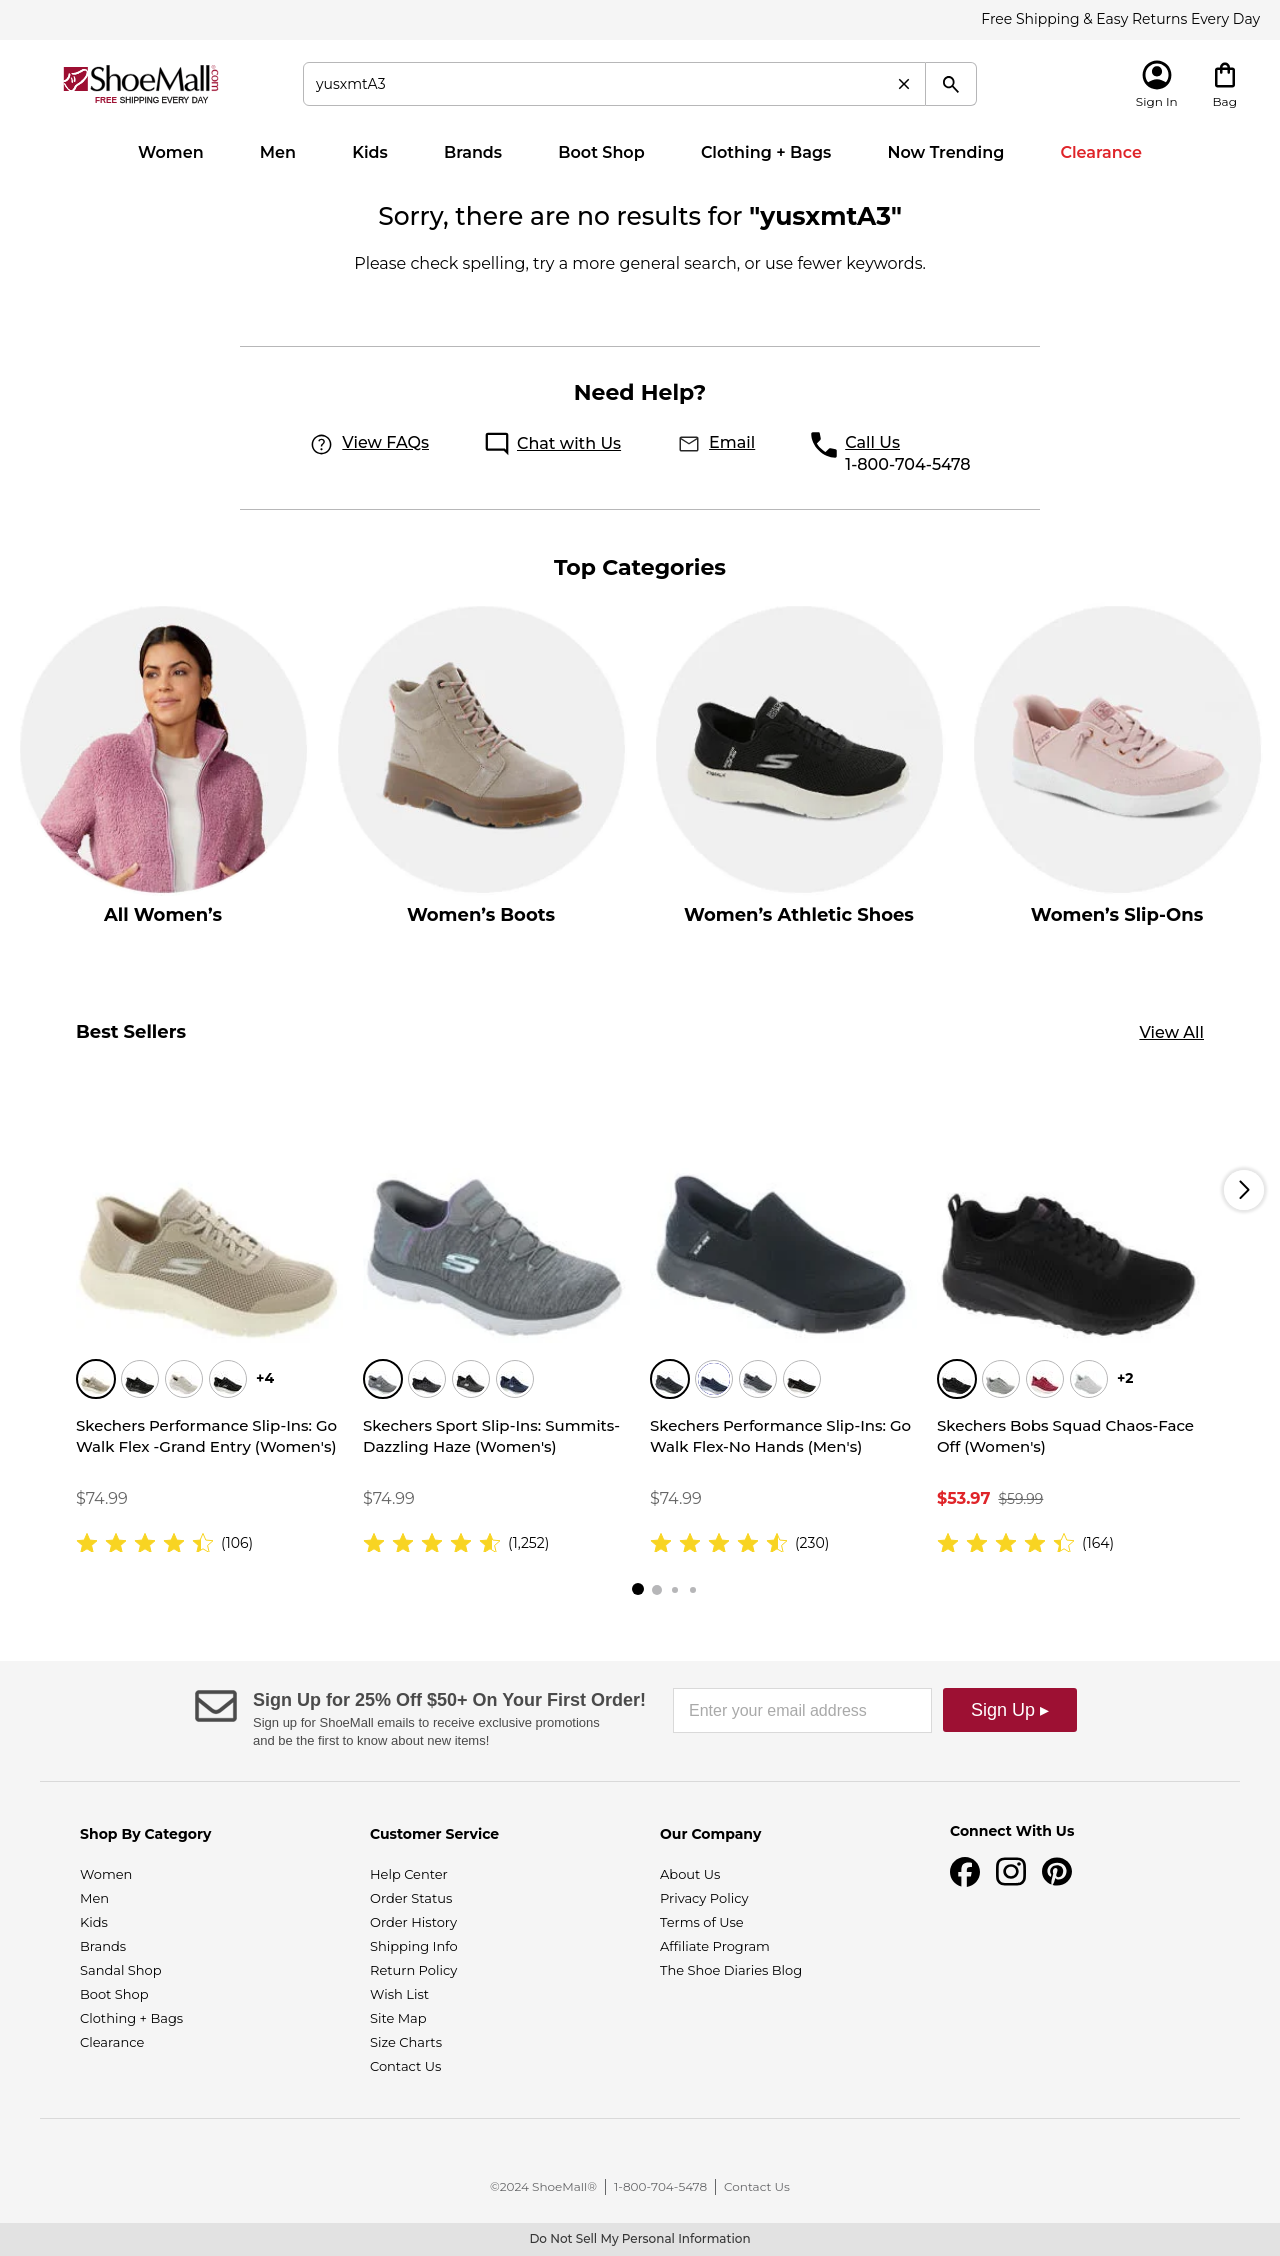 Free Shipping & Easy Returns Every Day
ShoeMall.com
FREE SHIPPING EVERY DAY
yusxmtA3
Sign In
Bag
Women Men Kids Brands Boot Shop Clothing + Bags Now Trending Clearance
Sorry, there are no results for "yusxmtA3"
Please check spelling, try a more general search, or use fewer keywords.
Need Help?
View FAQs Chat with Us Email Call Us
1-800-704-5478
Top Categories
All Women’s Women’s Boots Women’s Athletic Shoes Women’s Slip-Ons
Best Sellers View All
+4
Skechers Performance Slip-Ins: Go
Walk Flex -Grand Entry (Women's)
$74.99
(106)
Skechers Sport Slip-Ins: Summits-
Dazzling Haze (Women's)
$74.99
(1,252)
Skechers Performance Slip-Ins: Go
Walk Flex-No Hands (Men's)
$74.99
(230)
+2
Skechers Bobs Squad Chaos-Face
Off (Women's)
$53.97 $59.99
(164)
Sign Up for 25% Off $50+ On Your First Order!
Sign up for ShoeMall emails to receive exclusive promotions
and be the first to know about new items!
Enter your email address
Sign Up ▸
Shop By Category
Women
Men
Kids
Brands
Sandal Shop
Boot Shop
Clothing + Bags
Clearance
Customer Service
Help Center
Order Status
Order History
Shipping Info
Return Policy
Wish List
Site Map
Size Charts
Contact Us
Our Company
About Us
Privacy Policy
Terms of Use
Affiliate Program
The Shoe Diaries Blog
Connect With Us
©2024 ShoeMall® | 1-800-704-5478 | Contact Us
Do Not Sell My Personal Information